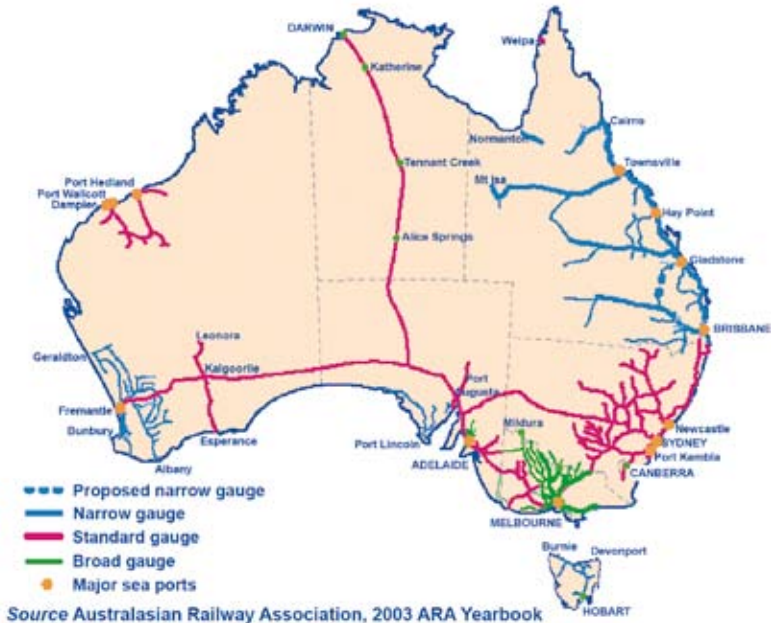 DARWIN
Weipa
Katherine
Cairns
Normanton
Townsville
Tennant Creek
Mt Isa
Port Hedland
Port Wallcott
Dampier
Hay Point
Alice Springs
Gladstone
BRISBANE
Leonora
Geraldton
Kalgoorlie
Port
Augusta
Fremantle
Mildura
Newcastle
Bunbury
Esperance
Port Lincoln
SYDNEY
Port Kembla
Albany
ADELAIDE
CANBERRA
Proposed narrow gauge
Narrow gauge
MELBOURNE
Standard gauge
Broad gauge
Burnie
Devonport
Major sea ports
HOBART
Source Australasian Railway Association, 2003 ARA Yearbook